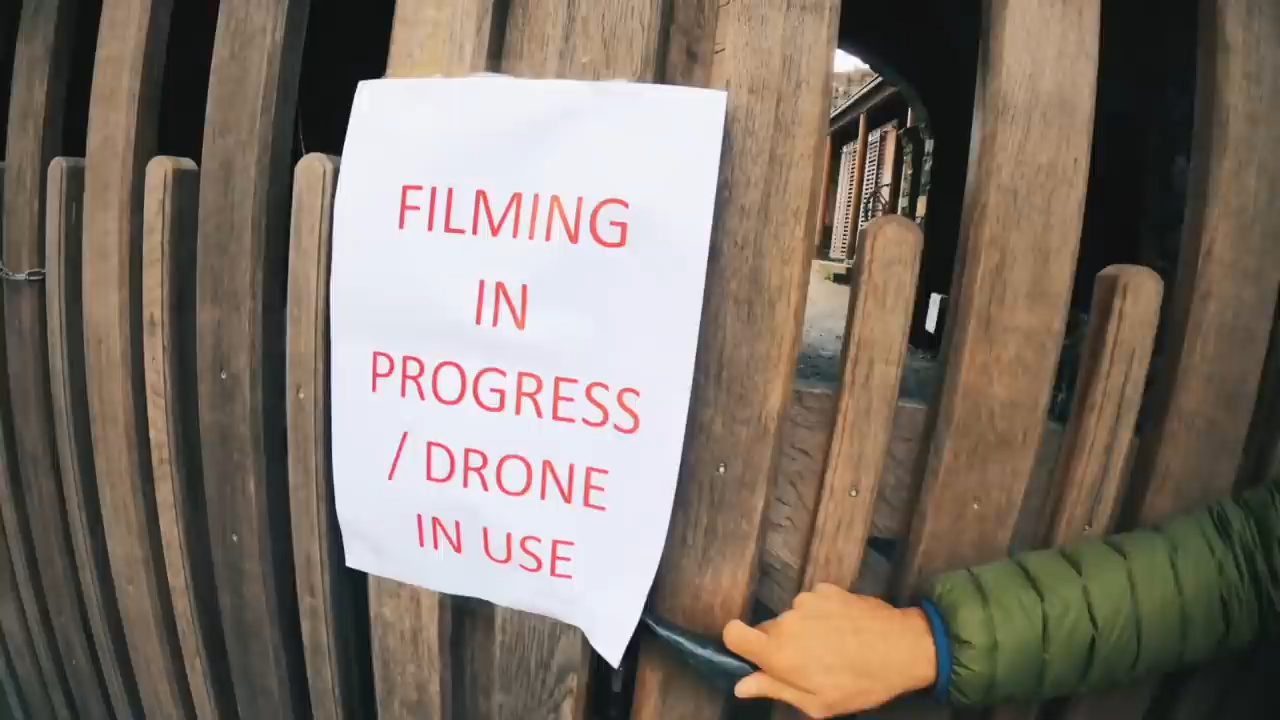 FILMING
IN
PROGRESS
/ DRONE
IN USE